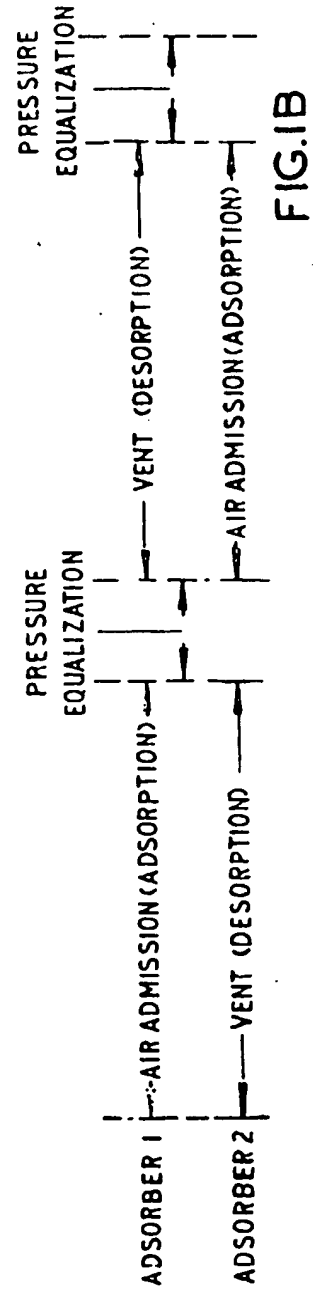 PRESSURE
EQUALIZATION
PRESSURE
EQUALIZATION
ADSORBER 1
AIR ADMISSION (ADSORPTION)
VENT (DESORPTION)
ADSORBER 2
VENT (DESORPTION)
AIR ADMISSION (ADSORPTION)
FIG.1B